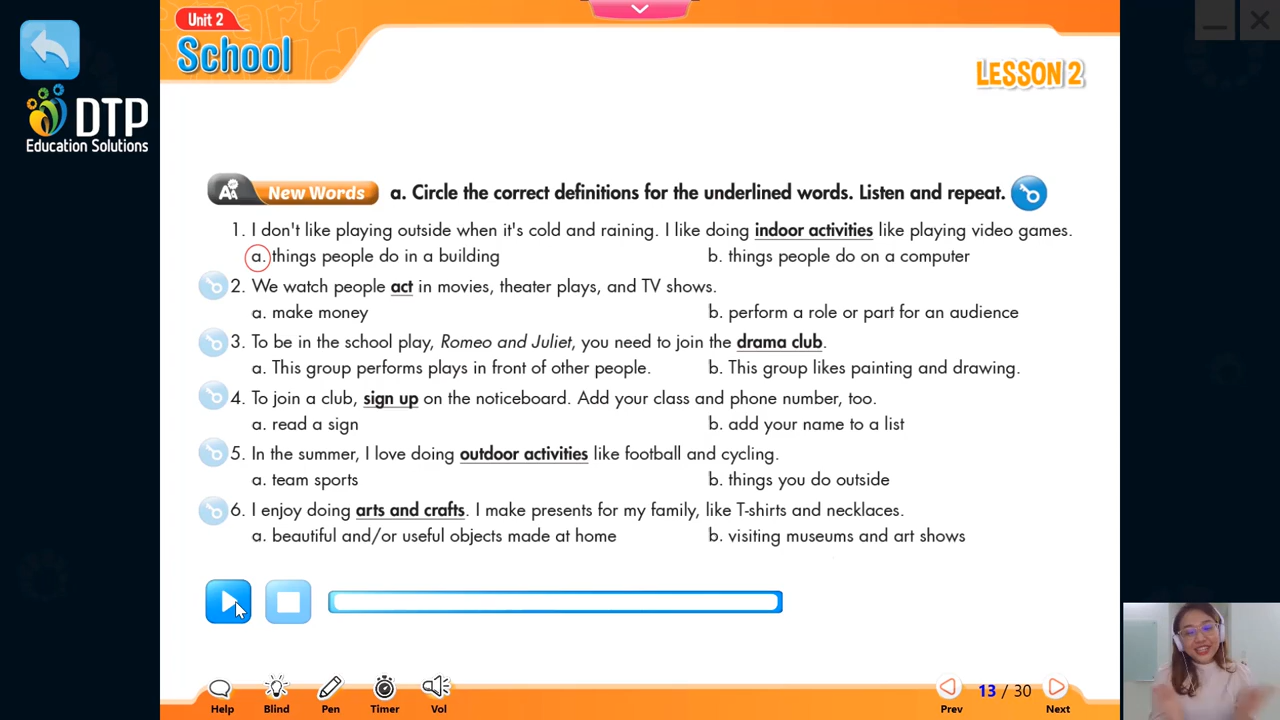 Unit 2
School
LESSON 2
DTP
Education Solutions
New Words a. Circle the correct definitions for the underlined words. Listen and repeat.
1. I don't like playing outside when it's cold and raining. I like doing indoor activities like playing video games.
a. things people do in a building b. things people do on a computer
2. We watch people act in movies, theater plays, and TV shows.
a. make money b. perform a role or part for an audience
3. To be in the school play, Romeo and Juliet, you need to join the drama club.
a. This group performs plays in front of other people. b. This group likes painting and drawing.
4. To join a club, sign up on the noticeboard. Add your class and phone number, too.
a. read a sign b. add your name to a list
5. In the summer, I love doing outdoor activities like football and cycling.
a. team sports b. things you do outside
6. I enjoy doing arts and crafts. I make presents for my family, like T-shirts and necklaces.
a. beautiful and/or useful objects made at home b. visiting museums and art shows
Help Blind Pen Timer Vol
Prev 13 / 30 Next